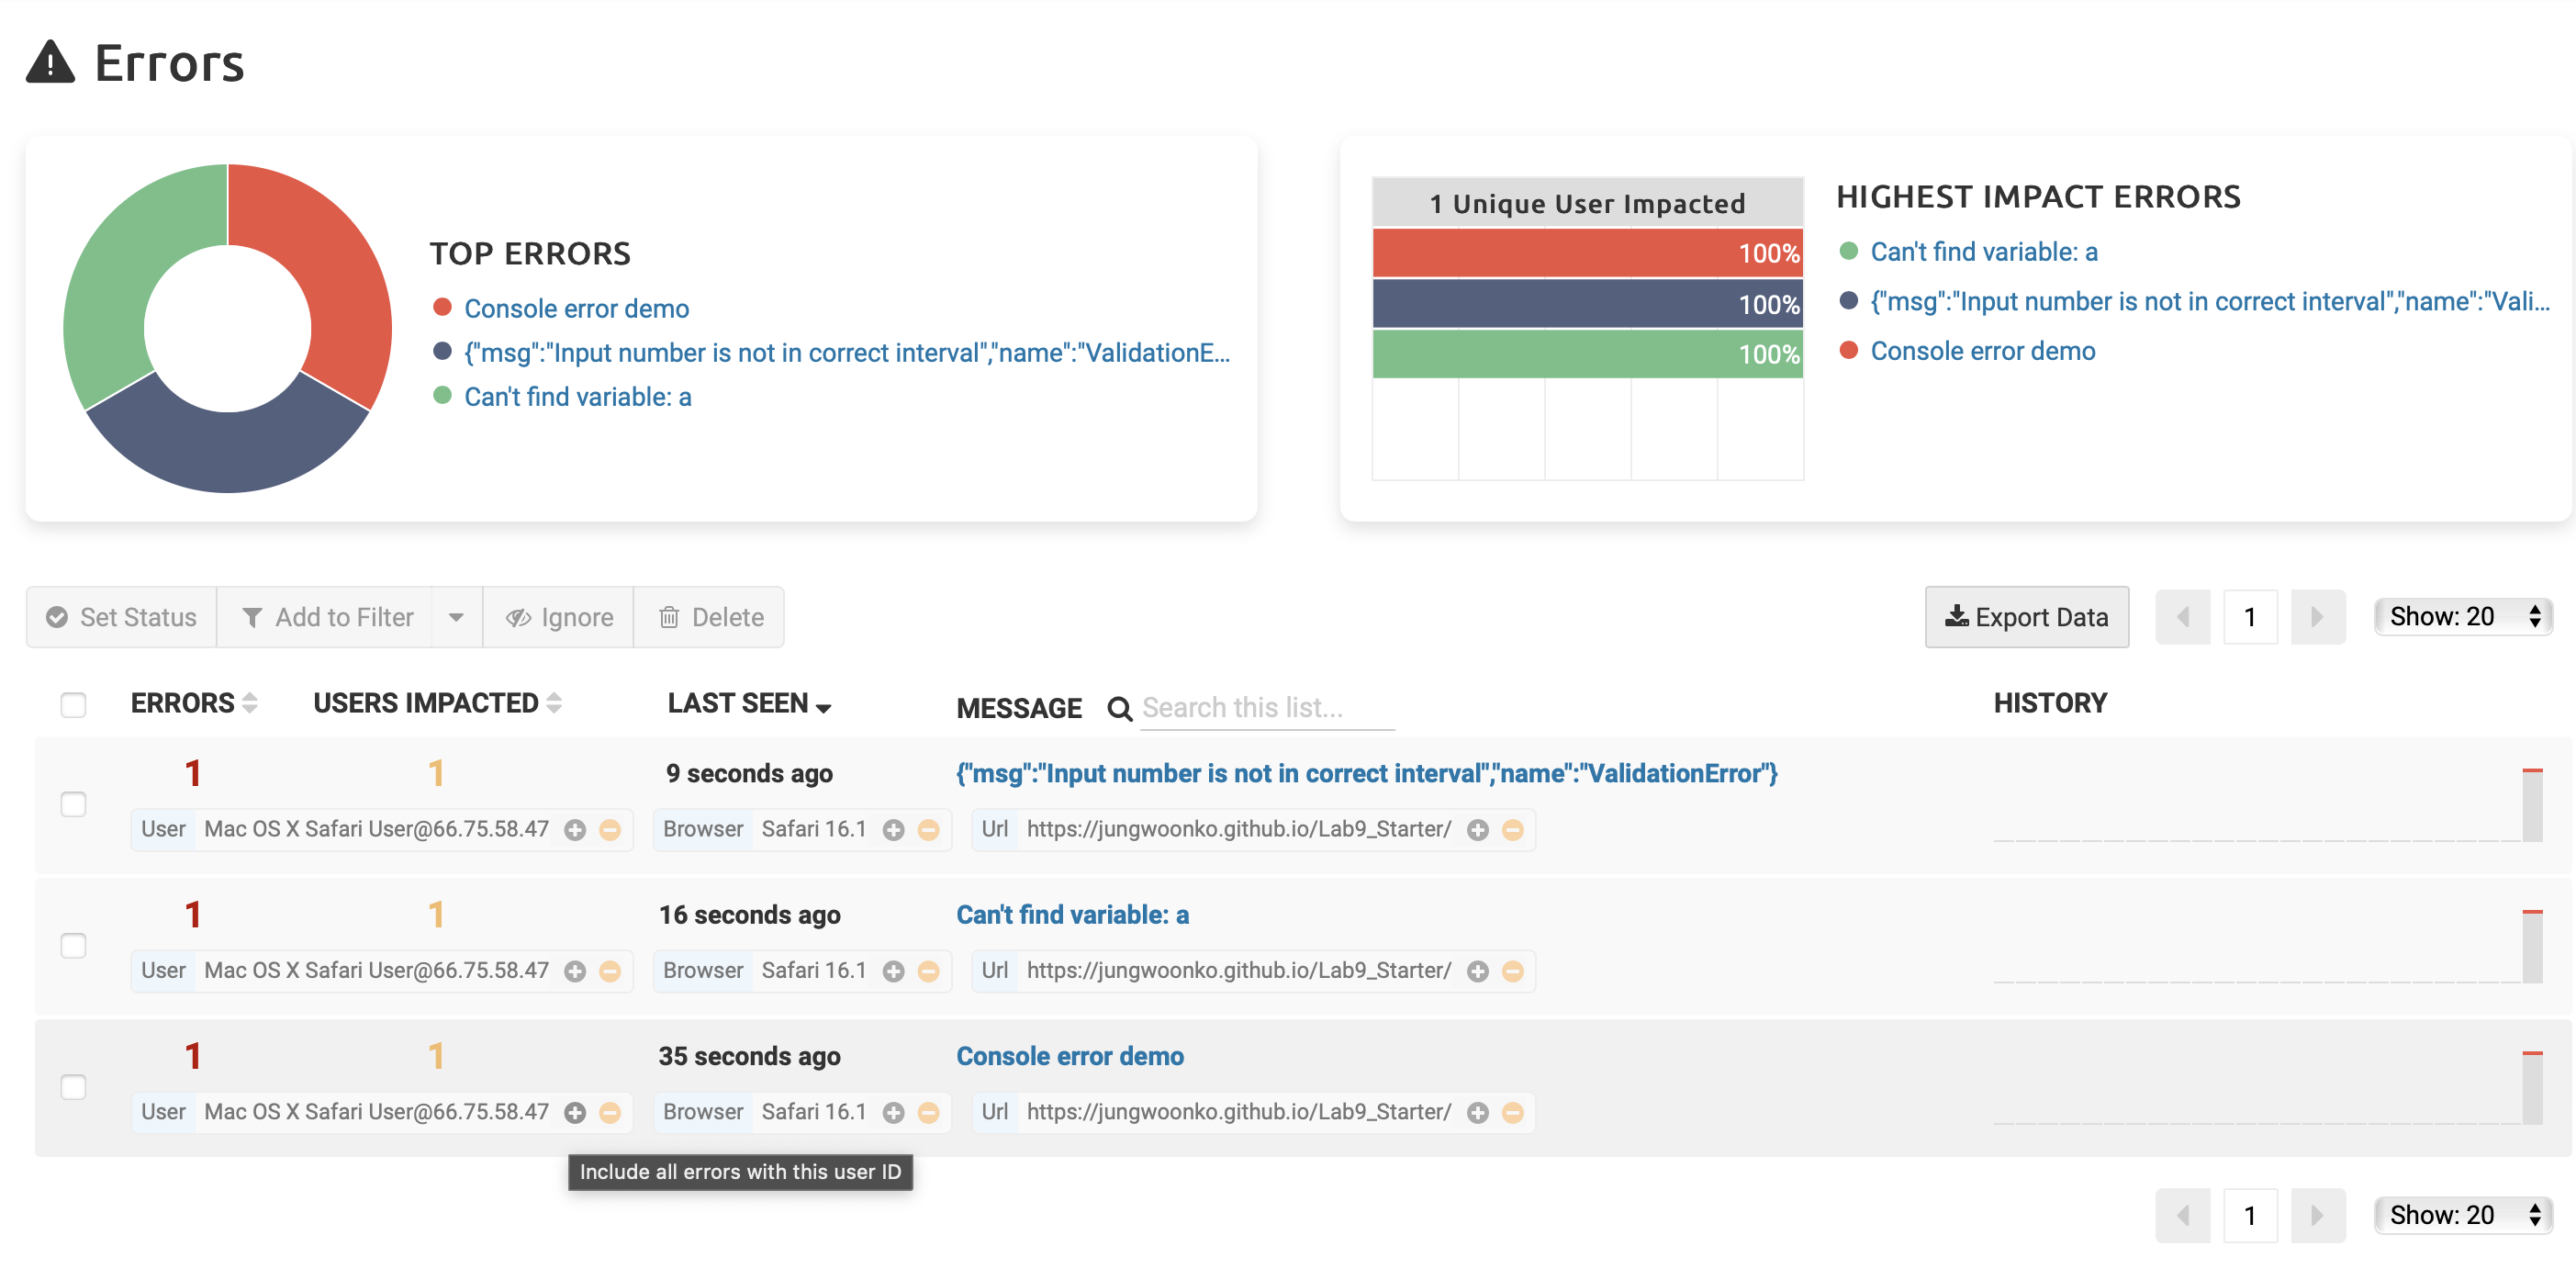 Errors
TOP ERRORS
Console error demo
{"msg":"Input number is not in correct interval","name":"ValidationE...
Can't find variable: a
1 Unique User Impacted
100%
100%
100%
HIGHEST IMPACT ERRORS
Can't find variable: a
{"msg":"Input number is not in correct interval","name":"Vali...
Console error demo
Set Status Add to Filter Ignore Delete
Export Data 1 Show: 20
ERRORS USERS IMPACTED LAST SEEN MESSAGE Search this list... HISTORY
1 1 9 seconds ago {"msg":"Input number is not in correct interval","name":"ValidationError"}
User Mac OS X Safari User@66.75.58.47 Browser Safari 16.1 Url https://jungwoonko.github.io/Lab9_Starter/
1 1 16 seconds ago Can't find variable: a
User Mac OS X Safari User@66.75.58.47 Browser Safari 16.1 Url https://jungwoonko.github.io/Lab9_Starter/
1 1 35 seconds ago Console error demo
User Mac OS X Safari User@66.75.58.47 Browser Safari 16.1 Url https://jungwoonko.github.io/Lab9_Starter/
Include all errors with this user ID
1 Show: 20